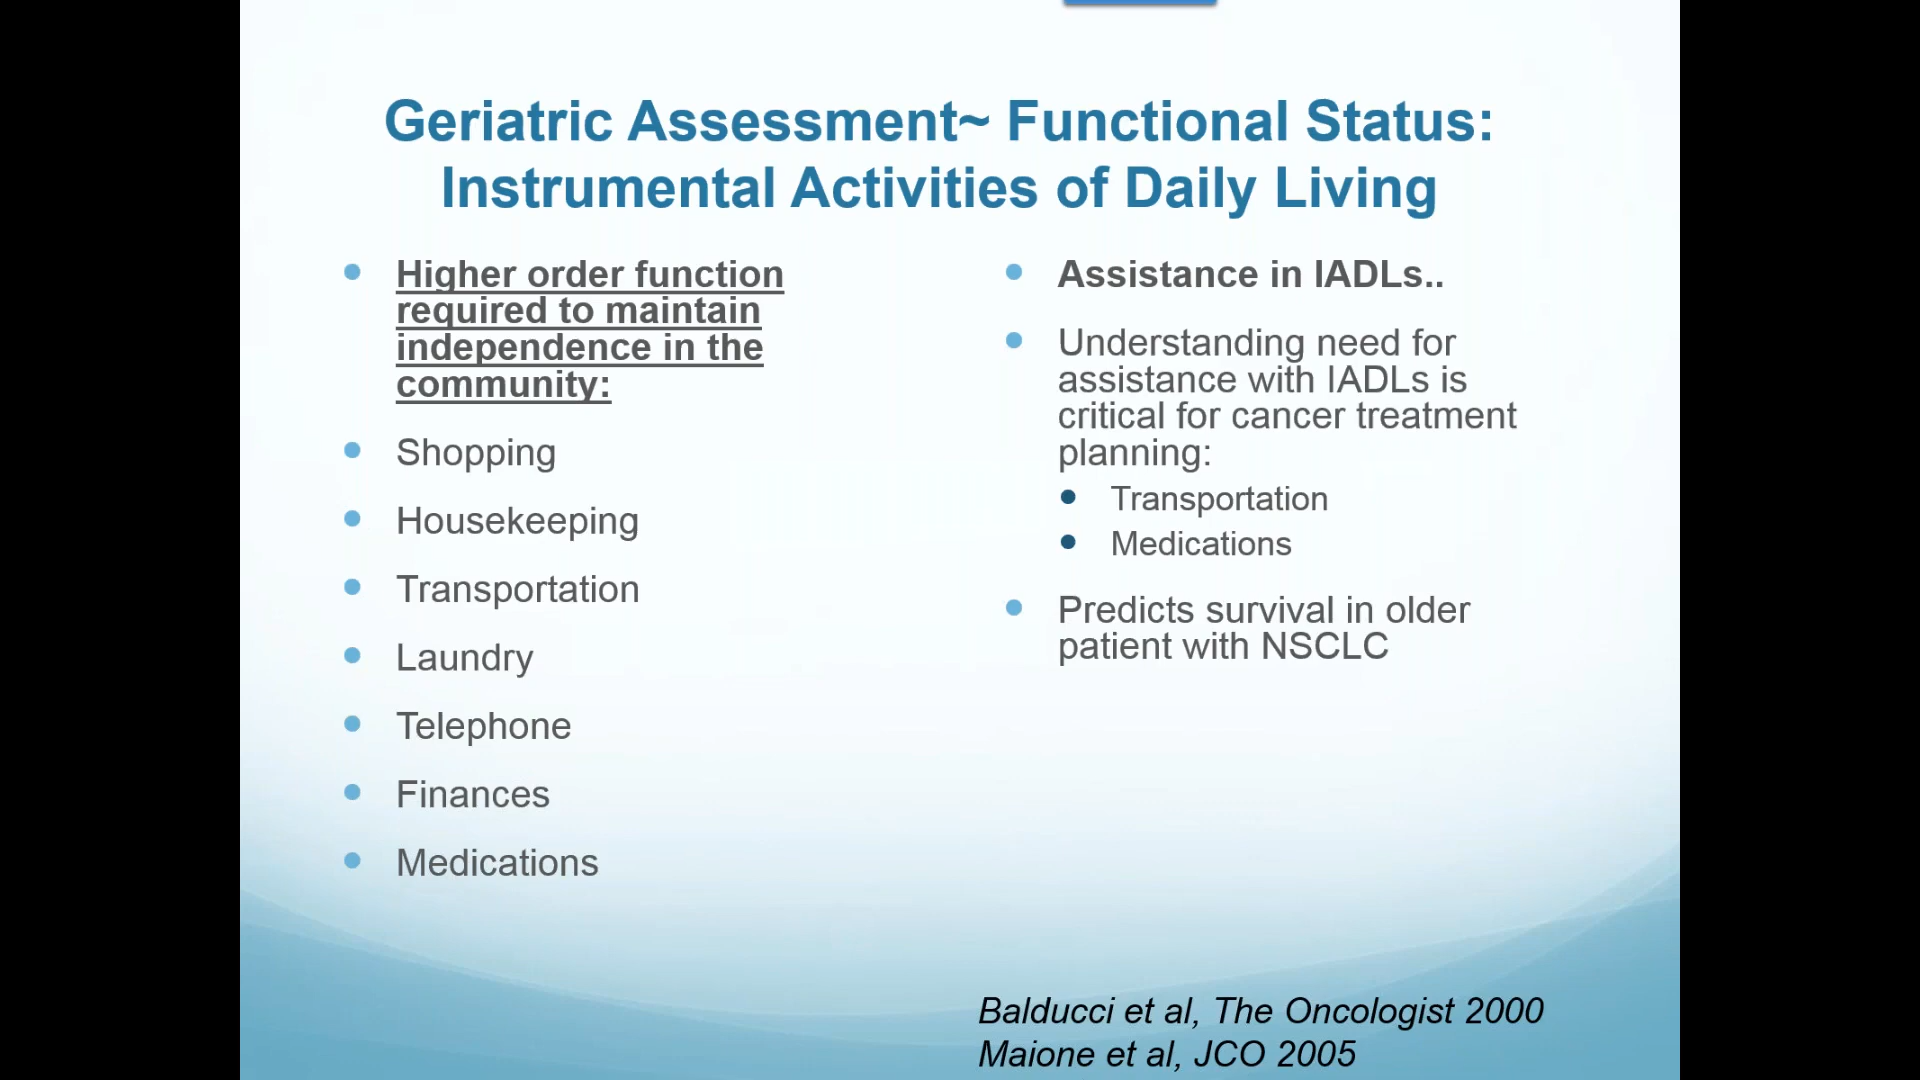 Geriatric Assessment~ Functional Status:
Instrumental Activities of Daily Living
Higher order function
required to maintain
independence in the
community:
Shopping
Housekeeping
Transportation
Laundry
Telephone
Finances
Medications
Assistance in IADLs..
Understanding need for
assistance with IADLs is
critical for cancer treatment
planning:
Transportation
Medications
Predicts survival in older
patient with NSCLC
Balducci et al, The Oncologist 2000
Maione et al, JCO 2005